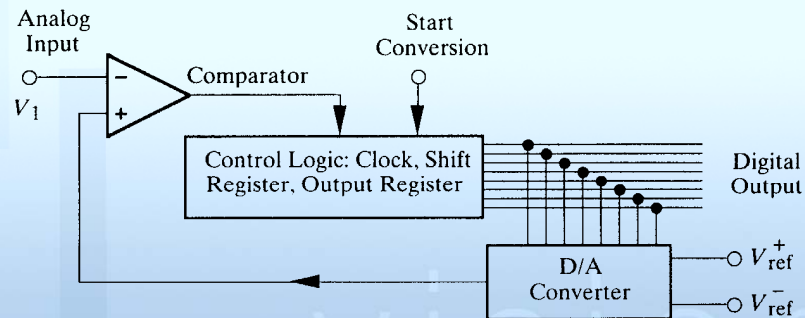 Analog
Input
Start
Conversion
Comparator
−
+
V1
Control Logic: Clock, Shift
Register, Output Register
Digital
Output
D/A
Converter
V+ref
V−ref